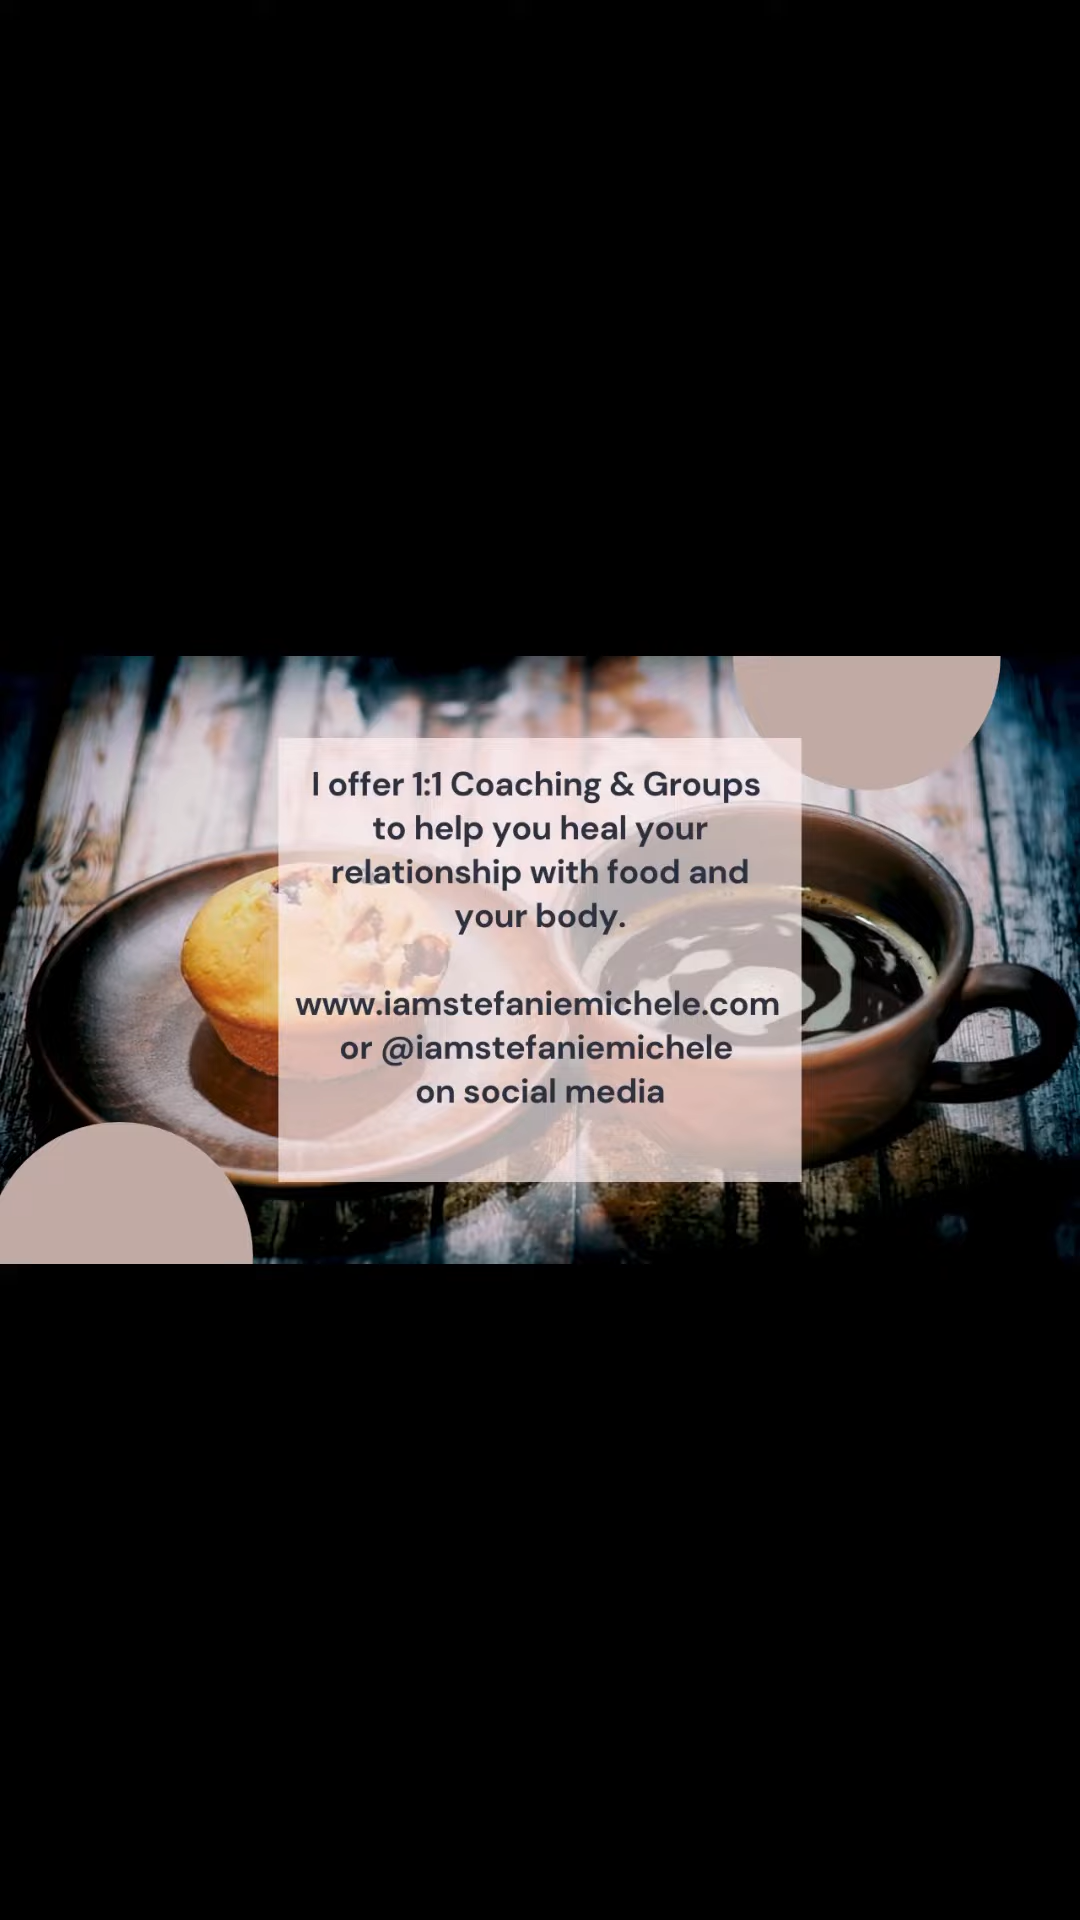 I offer 1:1 Coaching & Groups
to help you heal your
relationship with food and
your body.
www.iamstefaniemichele.com
or @iamstefaniemichele
on social media